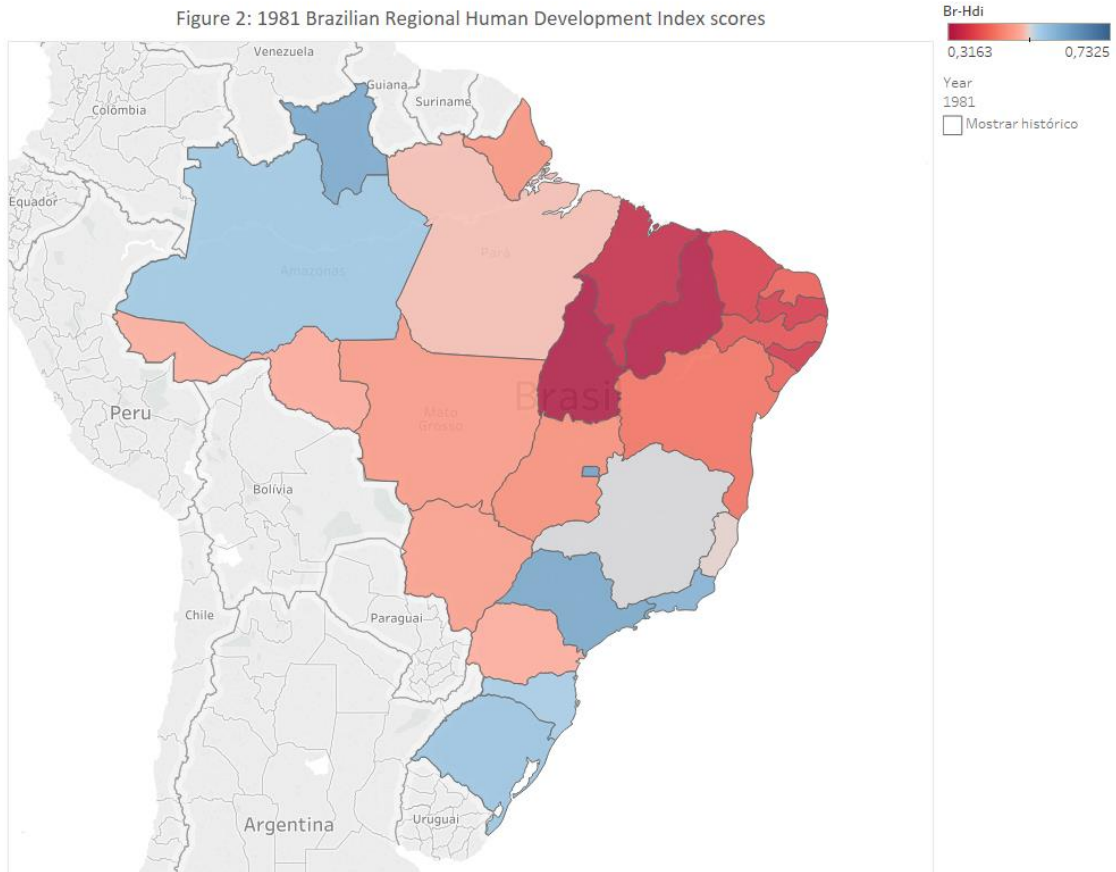 Figure 2: 1981 Brazilian Regional Human Development Index scores
Br-Hdi
0,3163 0,7325
Year
1981
Mostrar histórico
Venezuela
Guiana
Suriname
Colômbia
Equador
Pará
Amazonas
Brasi
Peru
Mato
Grosso
Bolívia
Chile
Paraguai
Uruguai
Argentina